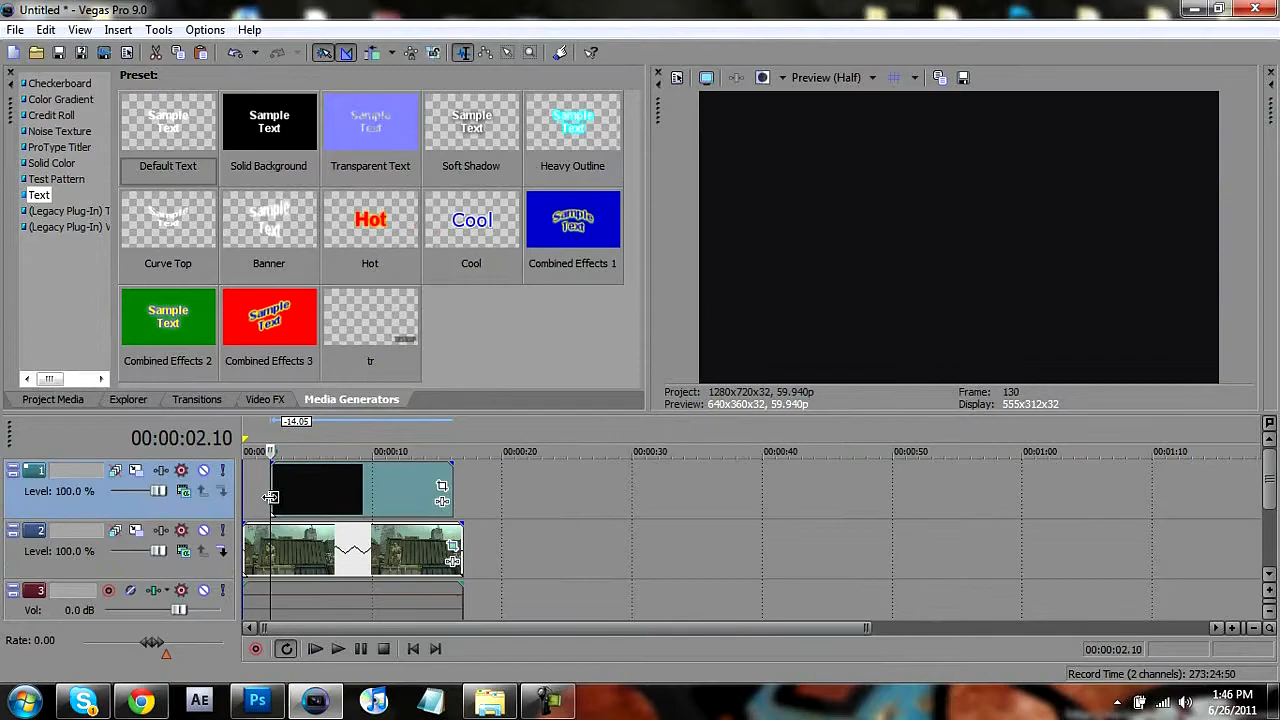 Untitled * - Vegas Pro 9.0
File Edit View Insert Tools Options Help
Preset:
Checkerboard
Color Gradient
Credit Roll
Noise Texture
ProType Titler
Solid Color
Test Pattern
Text
(Legacy Plug-In) T
(Legacy Plug-In)
Sample Text
Default Text
Sample Text
Solid Background
Sample Text
Transparent Text
Sample Text
Soft Shadow
Sample Text
Heavy Outline
Sample Text
Curve Top
Sample Text
Banner
Hot
Hot
Cool
Cool
Sample Text
Combined Effects 1
Sample Text
Combined Effects 2
Sample Text
Combined Effects 3
tr
Project Media Explorer Transitions Video FX Media Generators
Preview (Half)
Project: 1280x720x32, 59.940p
Preview: 640x360x32, 59.940p
Frame: 130
Display: 555x312x32
00:00:02.10
-14.05
00:00:10 00:00:20 00:00:30 00:00:40 00:00:50 00:01:00 00:01:10
1
Level: 100.0 %
2
Level: 100.0 %
3
Vol: 0.0 dB
Rate: 0.00
00:00:02.10
Record Time (2 channels): 273:24:50
Ae
Ps
1:46 PM
6/26/2011